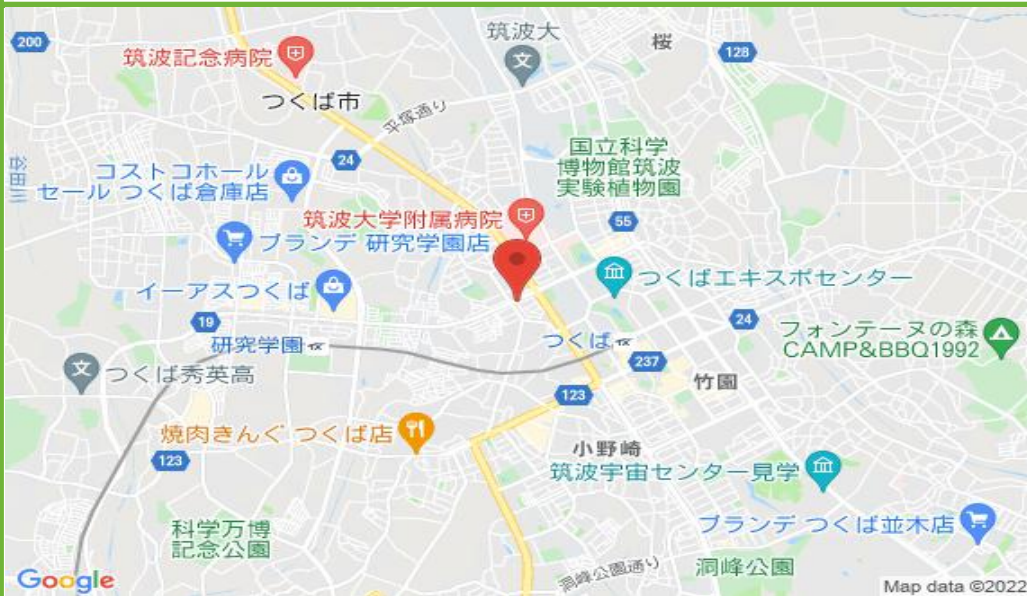 200
筑波大
桜
128
筑波記念病院
つくば市
平塚通り
国立科学
博物館筑波
実験植物園
24
谷田川
コストコホール
セール つくば倉庫店
筑波大学附属病院
55
ブランデ 研究学園店
つくばエキスポセンター
イーアスつくば
19
24
フォンテーヌの森
CAMP&BBQ1992
研究学園
つくば
237
つくば秀英高
竹園
123
焼肉きんぐ つくば店
小野崎
123
筑波宇宙センター見学
科学万博
記念公園
ブランデ つくば並木店
洞峰公園通り
洞峰公園
Google
Map data ©2022